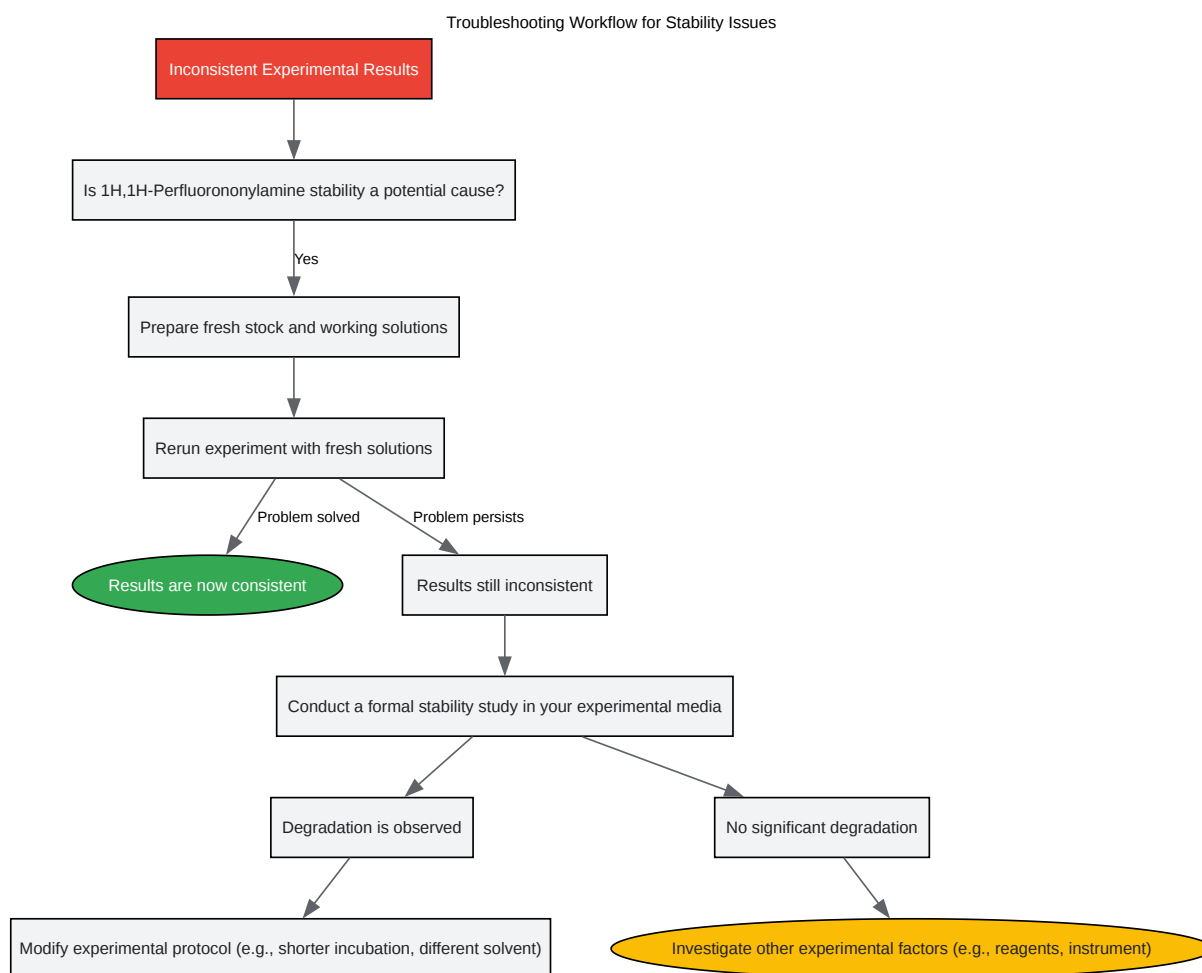 Troubleshooting Workflow for Stability Issues
Inconsistent Experimental Results
Is 1H,1H-Perfluorononylamine stability a potential cause?
Yes
Prepare fresh stock and working solutions
Rerun experiment with fresh solutions
Problem solved
Problem persists
Results are now consistent
Results still inconsistent
Conduct a formal stability study in your experimental media
Degradation is observed
No significant degradation
Modify experimental protocol (e.g., shorter incubation, different solvent)
Investigate other experimental factors (e.g., reagents, instrument)